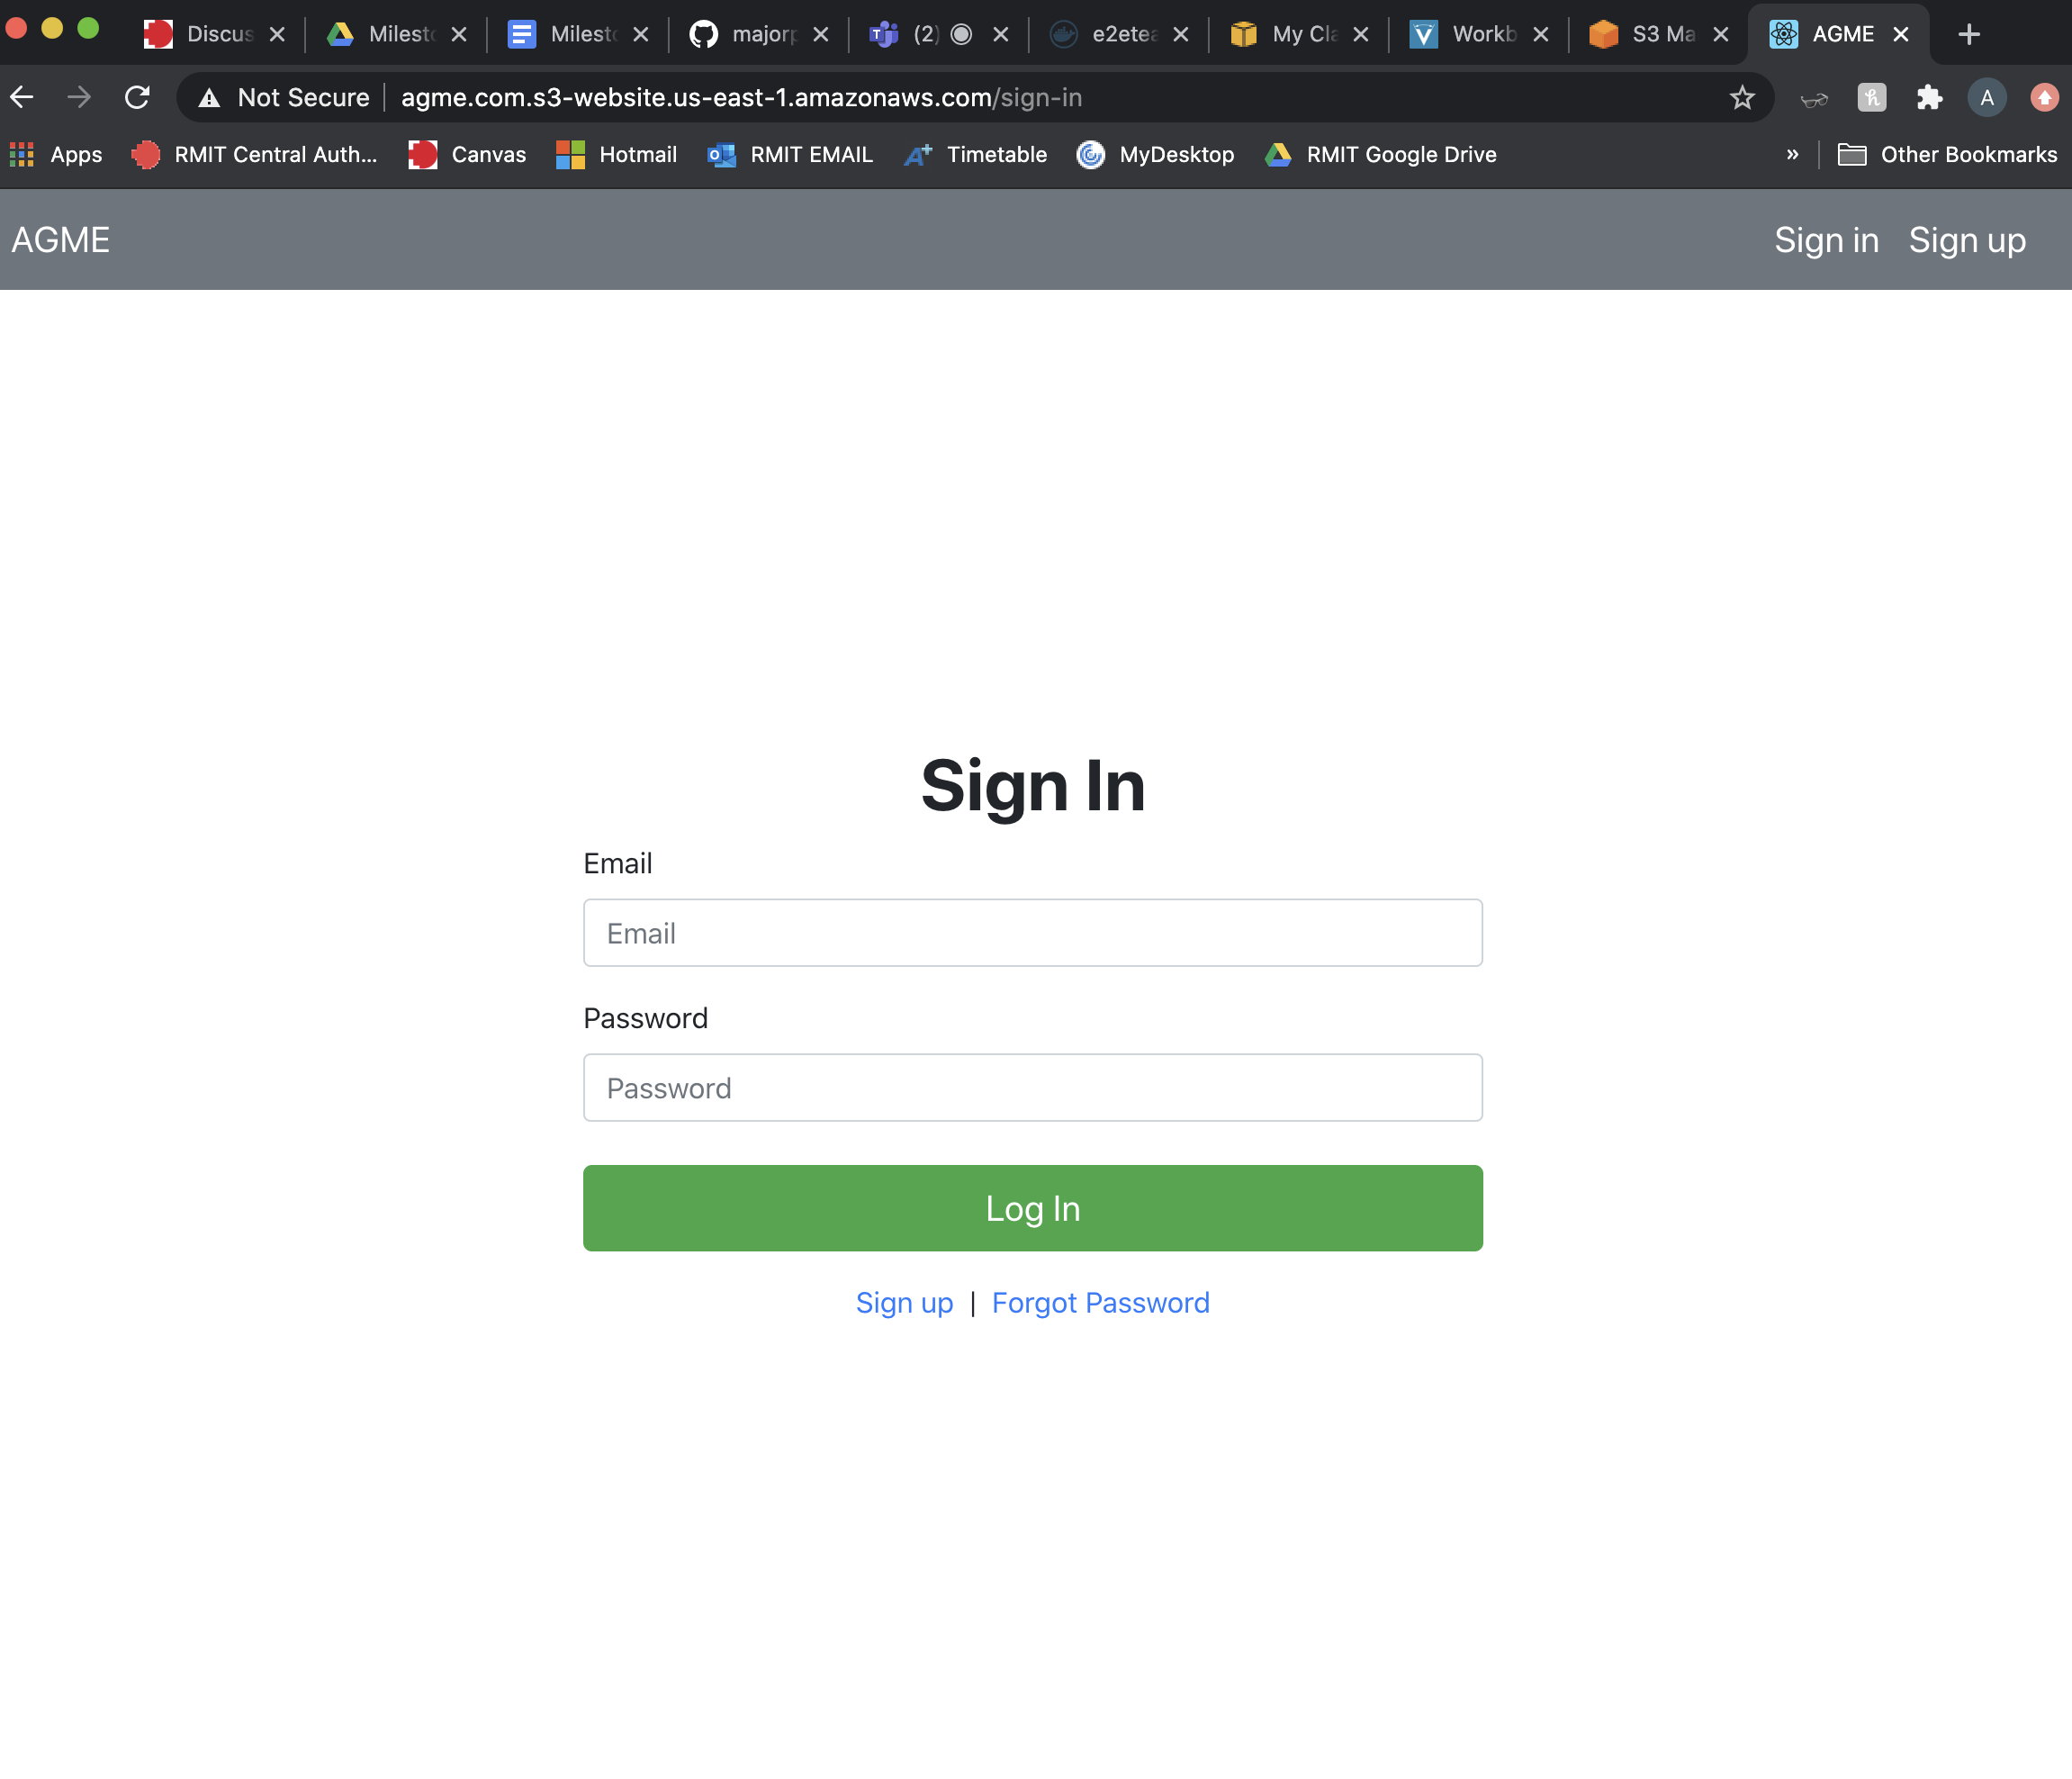 Discus Milesto Milesto majorp (2) e2etea My Cla Workb S3 Ma AGME
Not Secure agme.com.s3-website.us-east-1.amazonaws.com/sign-in A
Apps RMIT Central Auth... Canvas Hotmail RMIT EMAIL Timetable MyDesktop RMIT Google Drive » Other Bookmarks
AGME Sign in Sign up
Sign In
Email
Email
Password
Password
Log In
Sign up | Forgot Password